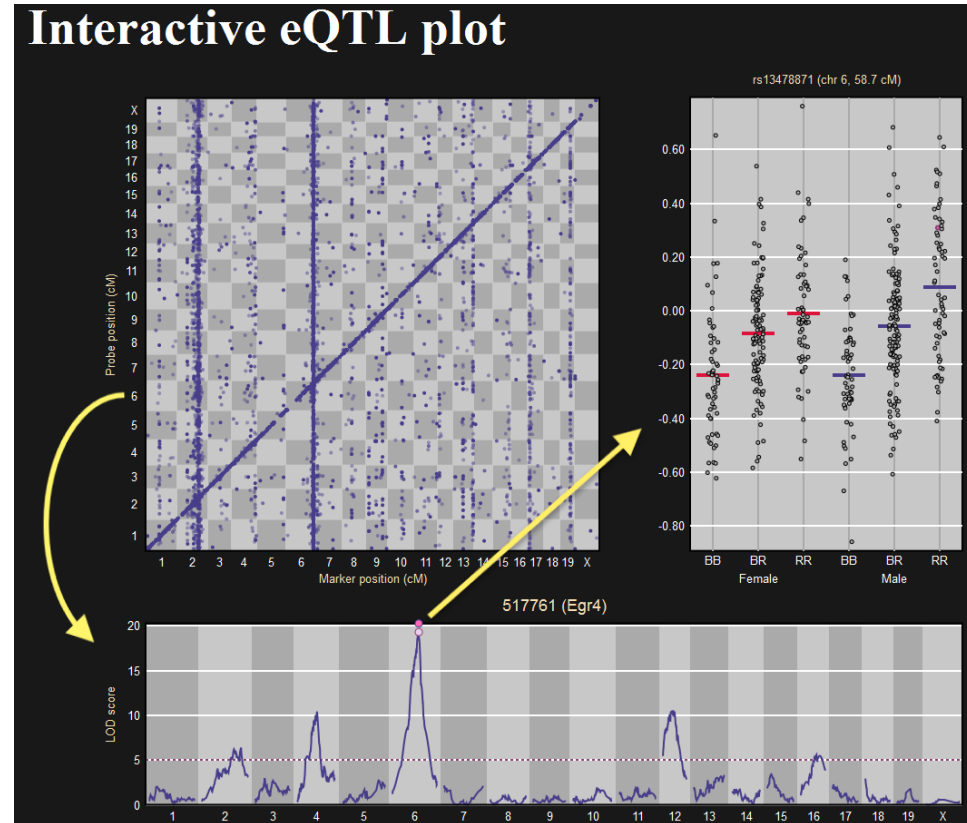 Interactive eQTL plot
rs13478871 (chr 6, 58.7 cM)
Probe position (cM)
X
19
18
17
16
15
14
13
12
11
10
9
8
7
6
5
4
3
2
1
1 2 3 4 5 6 7 8 9 10 11 12 13 14 15 16 17 18 19 X
Marker position (cM)
0.60
0.40
0.20
0.00
-0.20
-0.40
-0.60
-0.80
BB BR RR BB BR RR
Female Male
517761 (Egr4)
LOD score
20
15
10
5
0
1 2 3 4 5 6 7 8 9 10 11 12 13 14 15 16 17 18 19 X